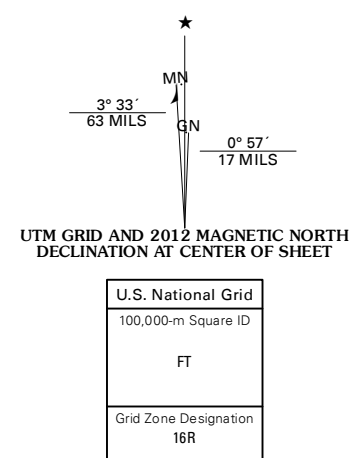 ★
MN
3° 33´
63 MILS
GN
0° 57´
17 MILS
UTM GRID AND 2012 MAGNETIC NORTH
DECLINATION AT CENTER OF SHEET
U.S. National Grid
100,000-m Square ID
FT
Grid Zone Designation
16R